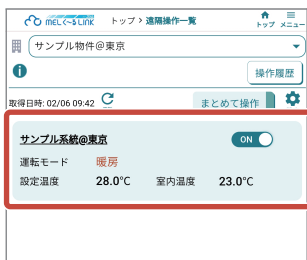 MELCらLINK トップ > 遠隔操作一覧 トップ メニュー
サンプル物件@東京
操作履歴
取得日時: 02/06 09:42 まとめて操作
サンプル系統@東京 ON
運転モード 暖房
設定温度 28.0℃ 室内温度 23.0℃